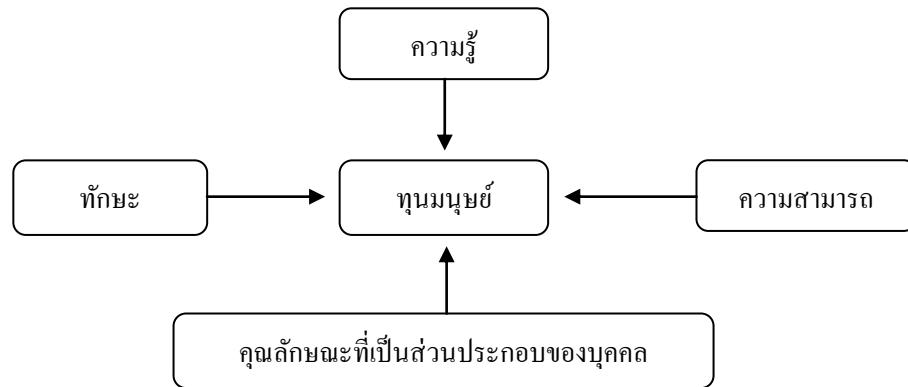 ความรู้
ทักษะ
ทุนมนุษย์
ความสามารถ
คุณลักษณะที่เป็นส่วนประกอบของบุคคล